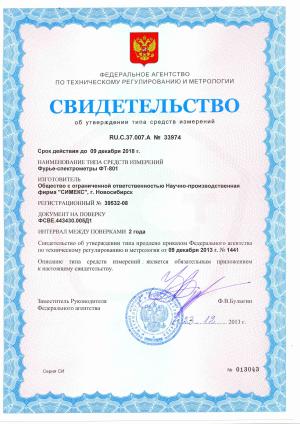 ФЕДЕРАЛЬНОЕ АГЕНТСТВО
ПО ТЕХНИЧЕСКОМУ РЕГУЛИРОВАНИЮ И МЕТРОЛОГИИ
СВИДЕТЕЛЬСТВО
об утверждении типа средств измерений
RU.C.37.007.A № 33974
Срок действия до 09 декабря 2018 г.
НАИМЕНОВАНИЕ ТИПА СРЕДСТВ ИЗМЕРЕНИЙ
Фурье-спектрометры ФТ-801
ИЗГОТОВИТЕЛЬ
Общество с ограниченной ответственностью Научно-производственная
фирма "СИМЕКС", г. Новосибирск
РЕГИСТРАЦИОННЫЙ № 39532-08
ДОКУМЕНТ НА ПОВЕРКУ
ФСВЕ.443430.005Д1
ИНТЕРВАЛ МЕЖДУ ПОВЕРКАМИ 2 года
Свидетельство об утверждении типа продлено приказом Федерального агентства
по техническому регулированию и метрологии от 09 декабря 2013 г. № 1441
Описание типа средств измерений является обязательным приложением
к настоящему свидетельству.
Заместитель Руководителя
Ф.В.Булыгин
Федерального агентства
12 2013 г.
Серия СИ
№ 013043